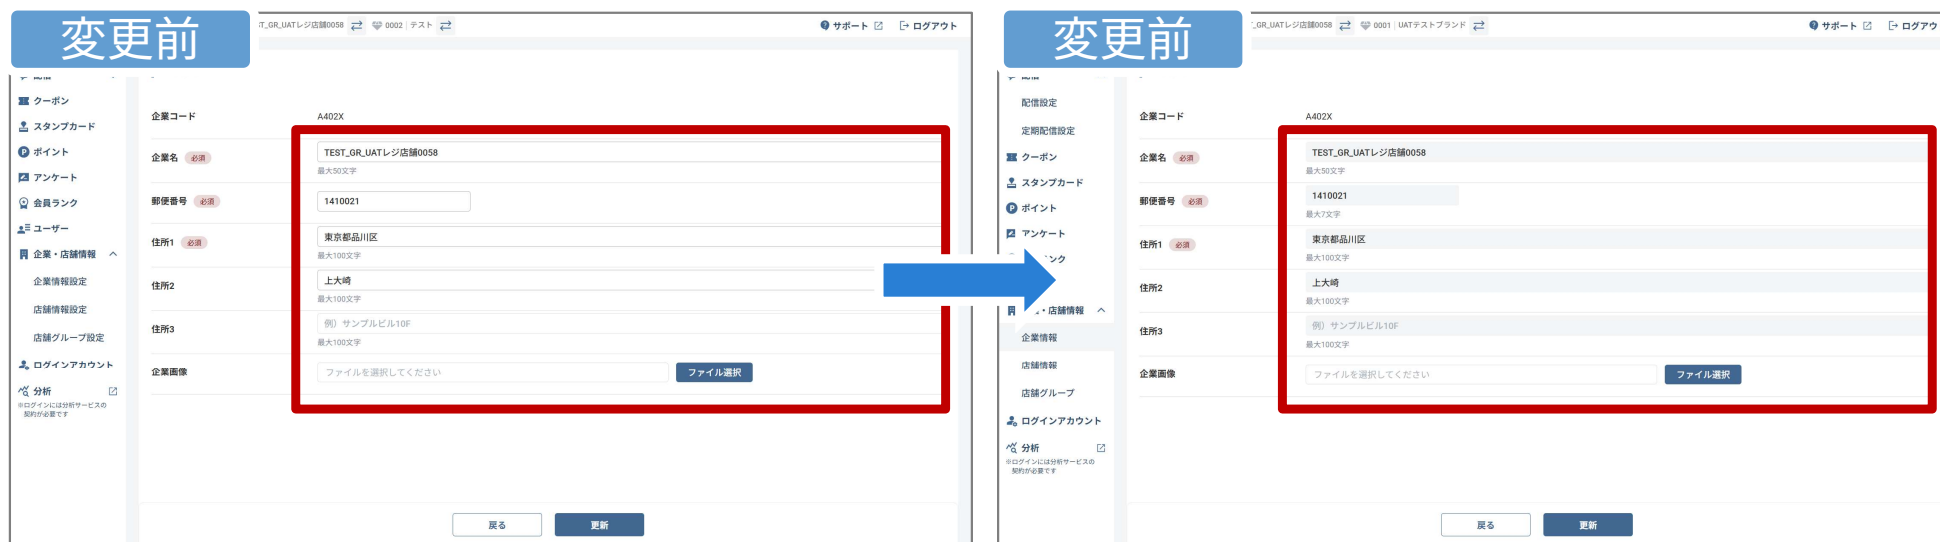 変更前
ST_GR_UATレジ店舗0058
0002 | テスト
サポート
ログアウト
クーポン
スタンプカード
ポイント
アンケート
会員ランク
ユーザー
企業・店舗情報
企業情報設定
店舗情報設定
店舗グループ設定
ログインアカウント
分析
※ログインには分析サービスの
契約が必要です
企業コード
A402X
企業名 必須
TEST_GR_UATレジ店舗0058
最大50文字
郵便番号 必須
1410021
住所1 必須
東京都品川区
最大100文字
住所2
上大崎
最大100文字
住所3
例）サンプルビル10F
最大100文字
企業画像
ファイルを選択してください
ファイル選択
戻る
更新
変更前
_GR_UATレジ店舗0058
0001 | UATテストブランド
サポート
ログアウ
配信設定
定期配信設定
クーポン
スタンプカード
ポイント
アンケート
ンク
・店舗情報
企業情報
店舗情報
店舗グループ
ログインアカウント
分析
※ログインには分析サービスの
契約が必要です
企業コード
A402X
企業名 必須
TEST_GR_UATレジ店舗0058
最大50文字
郵便番号 必須
1410021
最大7文字
住所1 必須
東京都品川区
最大100文字
住所2
上大崎
最大100文字
住所3
例）サンプルビル10F
最大100文字
企業画像
ファイルを選択してください
ファイル選択
戻る
更新